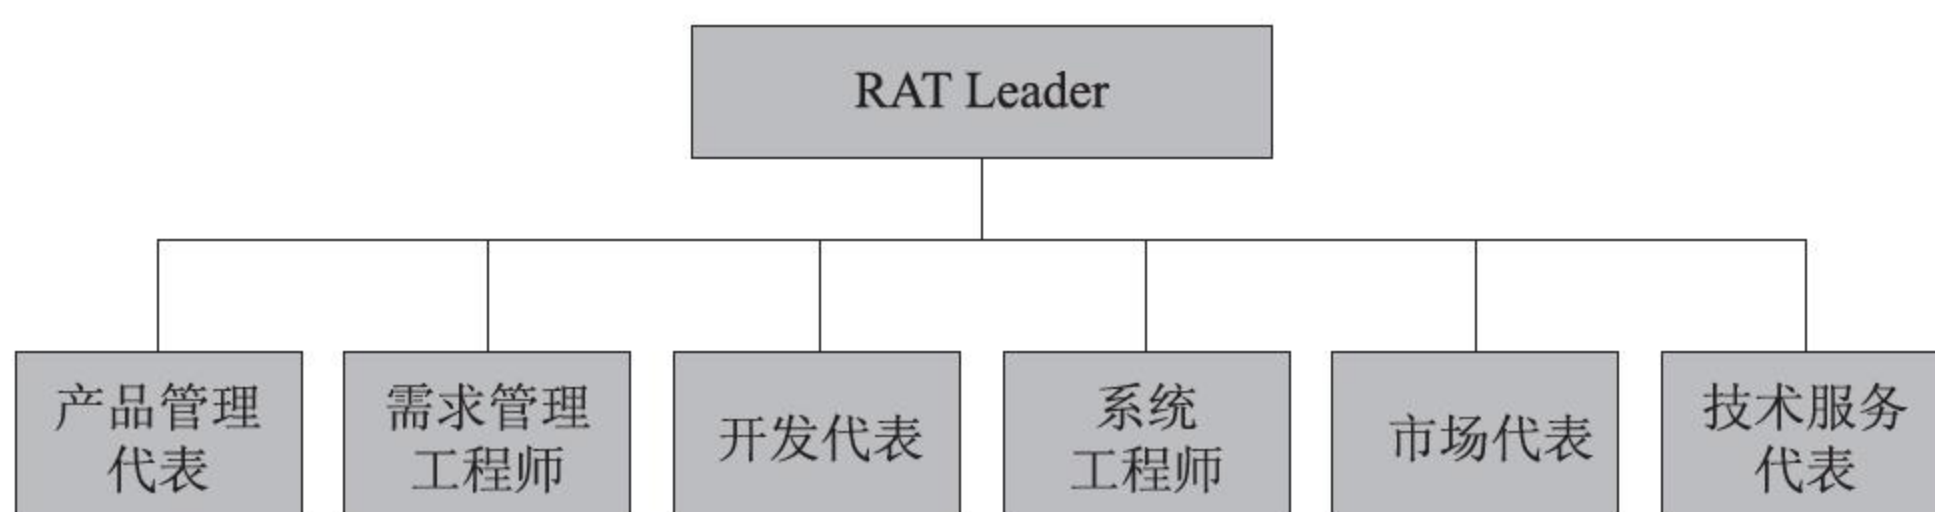 RAT Leader
产品管理
代表
需求管理
工程师
开发代表
系统
工程师
市场代表
技术服务
代表